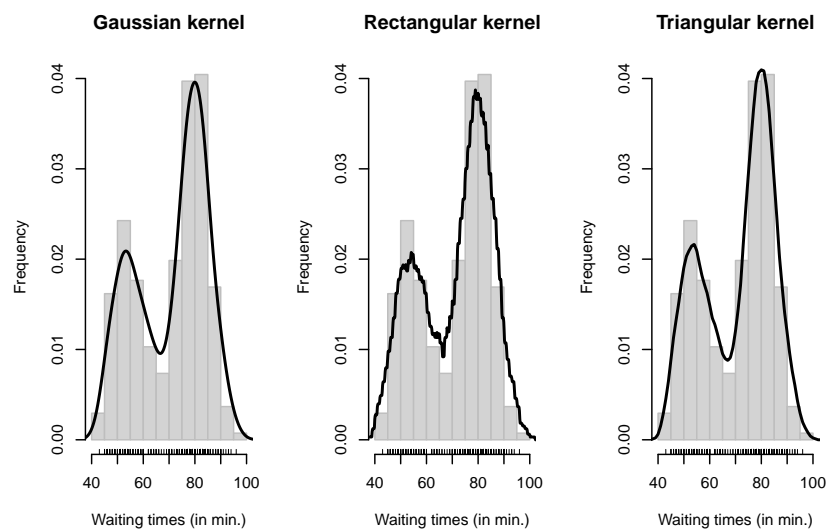 Gaussian kernel
Frequency
0.04
0.03
0.02
0.01
0.00
40 60 80 100
Waiting times (in min.)
Rectangular kernel
Frequency
0.04
0.03
0.02
0.01
0.00
40 60 80 100
Waiting times (in min.)
Triangular kernel
Frequency
0.04
0.03
0.02
0.01
0.00
40 60 80 100
Waiting times (in min.)